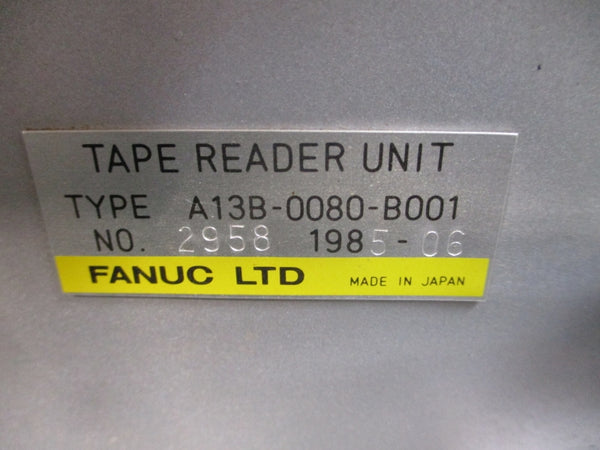 TAPE READER UNIT
TYPE A13B-0080-B001
NO. 2958 1985-06
FANUC LTD MADE IN JAPAN